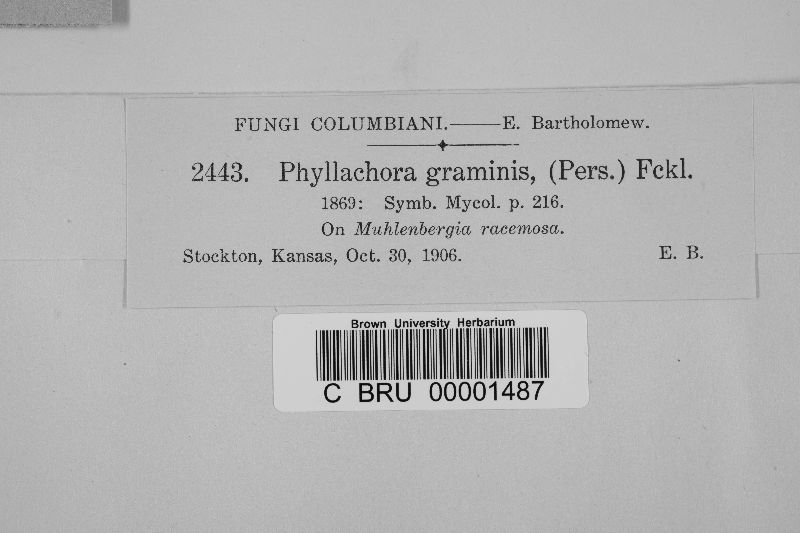 FUNGI COLUMBIANI.——E. Bartholomew.
2443. Phyllachora graminis, (Pers.) Fckl.
1869: Symb. Mycol. p. 216.
On Muhlenbergia racemosa.
Stockton, Kansas, Oct. 30, 1906. E. B.
Brown University Herbarium
C BRU 00001487